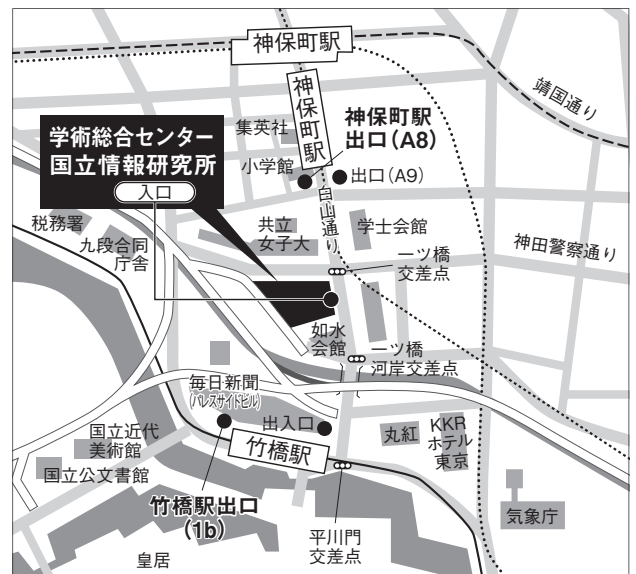 神保町駅
靖国通り
神保町駅
学術総合センター
国立情報研究所
入口
集英社
神保町駅
出口(A8)
小学館
出口(A9)
白山通り
税務署
九段合同
庁舎
共立
女子大
学士会館
一ツ橋
交差点
神田警察通り
如水
会館
一ツ橋
河岸交差点
毎日新聞
(パレスサイドビル)
出入口
竹橋駅
丸紅
KKR
ホテル
東京
国立近代
美術館
国立公文書館
竹橋駅出口
(1b)
平川門
交差点
気象庁
皇居